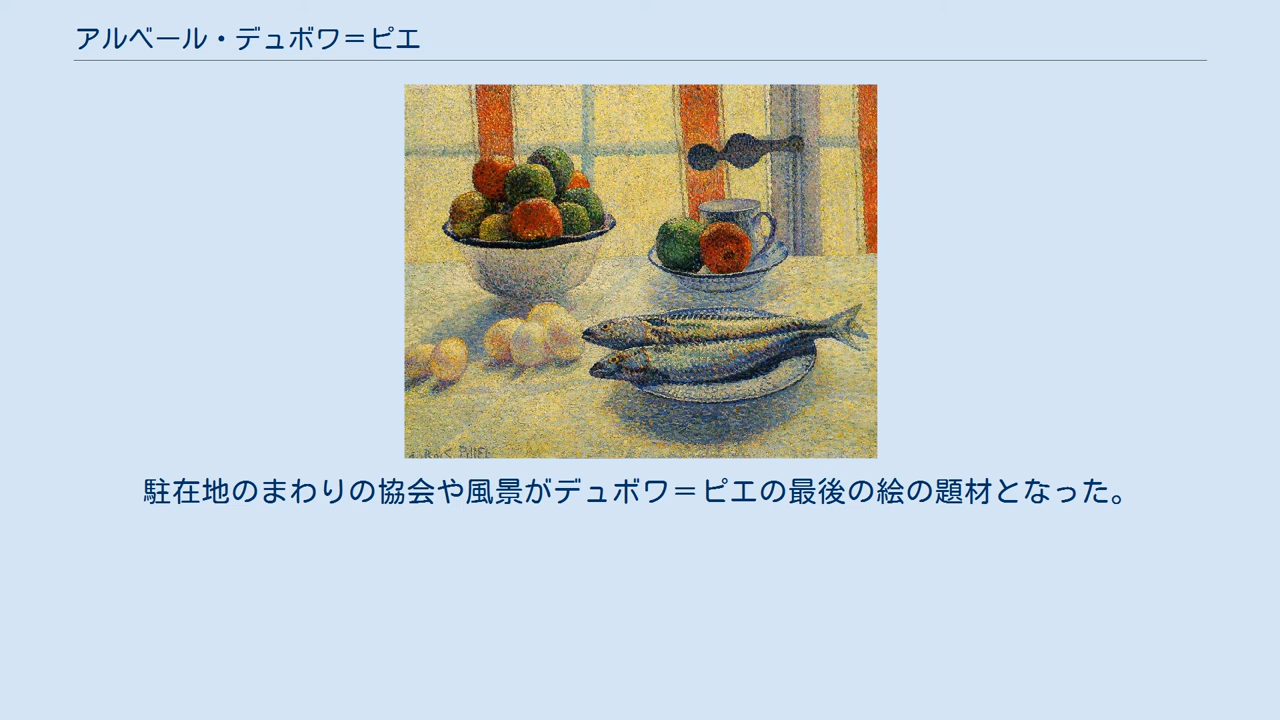 アルベール・デュボワ＝ピエ
駐在地のまわりの協会や風景がデュボワ＝ピエの最後の絵の題材となった。